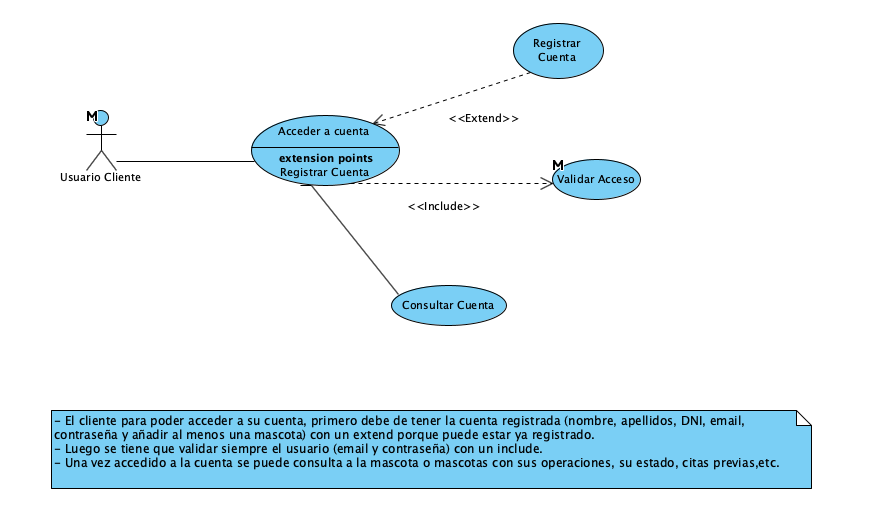 Registrar
Cuenta
<<Extend>>
M
Usuario Cliente
Acceder a cuenta
extension points
Registrar Cuenta
M
Validar Acceso
<<Include>>
Consultar Cuenta
- El cliente para poder acceder a su cuenta, primero debe de tener la cuenta registrada (nombre, apellidos, DNI, email,
contraseña y añadir al menos una mascota) con un extend porque puede estar ya registrado.
- Luego se tiene que validar siempre el usuario (email y contraseña) con un include.
- Una vez accedido a la cuenta se puede consulta a la mascota o mascotas con sus operaciones, su estado, citas previas,etc.